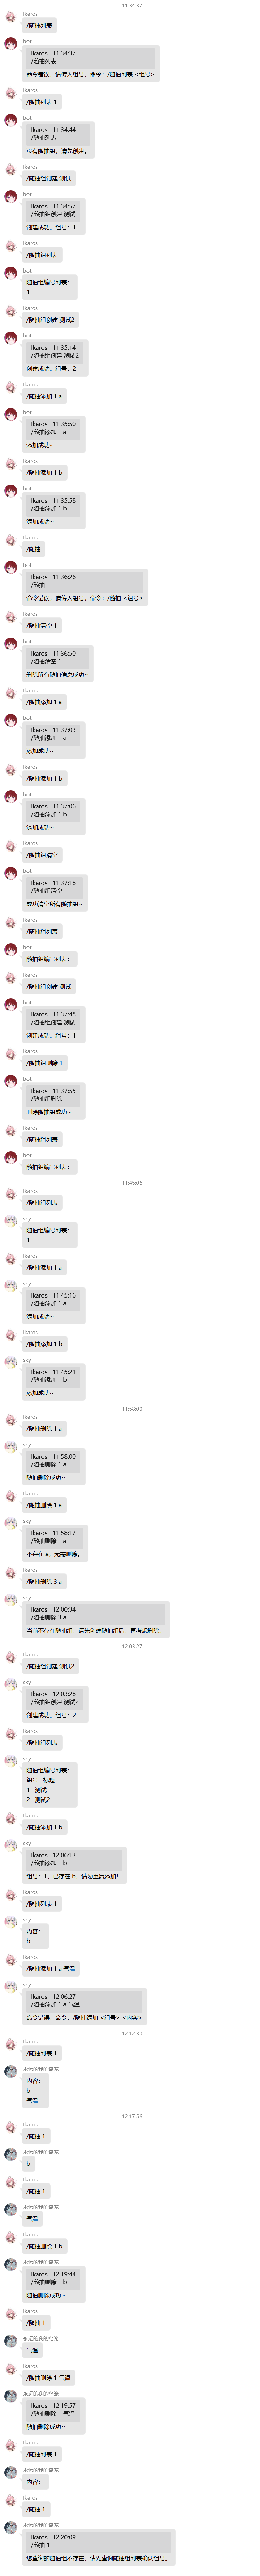 11:34:37
Ikaros
/随抽列表
bot
Ikaros 11:34:37
/随抽列表
命令错误，请传入组号，命令：/随抽列表 <组号>
Ikaros
/随抽列表 1
bot
Ikaros 11:34:44
/随抽列表 1
没有随抽组，请先创建。
Ikaros
/随抽组创建 测试
bot
Ikaros 11:34:57
/随抽组创建 测试
创建成功。组号：1
Ikaros
/随抽组列表
bot
随抽组编号列表：
1
Ikaros
/随抽组创建 测试2
bot
Ikaros 11:35:14
/随抽组创建 测试2
创建成功。组号：2
Ikaros
/随抽添加 1 a
bot
Ikaros 11:35:50
/随抽添加 1 a
添加成功~
Ikaros
/随抽添加 1 b
bot
Ikaros 11:35:58
/随抽添加 1 b
添加成功~
Ikaros
/随抽
bot
Ikaros 11:36:26
/随抽
命令错误，请传入组号，命令：/随抽 <组号>
Ikaros
/随抽清空 1
bot
Ikaros 11:36:50
/随抽清空 1
删除所有随抽信息成功~
Ikaros
/随抽添加 1 a
bot
Ikaros 11:37:03
/随抽添加 1 a
添加成功~
Ikaros
/随抽添加 1 b
bot
Ikaros 11:37:06
/随抽添加 1 b
添加成功~
Ikaros
/随抽组清空
bot
Ikaros 11:37:18
/随抽组清空
成功清空所有随抽组~
Ikaros
/随抽组列表
bot
随抽组编号列表：
Ikaros
/随抽组创建 测试
bot
Ikaros 11:37:48
/随抽组创建 测试
创建成功。组号：1
Ikaros
/随抽组删除 1
bot
Ikaros 11:37:55
/随抽组删除 1
删除随抽组成功~
Ikaros
/随抽组列表
bot
随抽组编号列表：
11:45:06
Ikaros
/随抽组列表
sky
随抽组编号列表：
1
Ikaros
/随抽添加 1 a
sky
Ikaros 11:45:16
/随抽添加 1 a
添加成功~
Ikaros
/随抽添加 1 b
sky
Ikaros 11:45:21
/随抽添加 1 b
添加成功~
11:58:00
Ikaros
/随抽删除 1 a
sky
Ikaros 11:58:00
/随抽删除 1 a
随抽删除成功~
Ikaros
/随抽删除 1 a
sky
Ikaros 11:58:17
/随抽删除 1 a
不存在 a，无需删除。
Ikaros
/随抽删除 3 a
sky
Ikaros 12:00:34
/随抽删除 3 a
当前不存在随抽组，请先创建随抽组后，再考虑删除。
12:03:27
Ikaros
/随抽组创建 测试2
sky
Ikaros 12:03:28
/随抽组创建 测试2
创建成功。组号：2
Ikaros
/随抽组列表
sky
随抽组编号列表：
组号 标题
1 测试
2 测试2
Ikaros
/随抽添加 1 b
sky
Ikaros 12:06:13
/随抽添加 1 b
组号：1，已存在 b，请勿重复添加！
Ikaros
/随抽列表 1
sky
内容：
b
Ikaros
/随抽添加 1 a 气温
sky
Ikaros 12:06:27
/随抽添加 1 a 气温
命令错误，命令：/随抽添加 <组号> <内容>
12:12:30
Ikaros
/随抽列表 1
永远的我的鸟笼
内容：
b
气温
12:17:56
Ikaros
/随抽 1
永远的我的鸟笼
b
Ikaros
/随抽 1
永远的我的鸟笼
气温
Ikaros
/随抽删除 1 b
永远的我的鸟笼
Ikaros 12:19:44
/随抽删除 1 b
随抽删除成功~
Ikaros
/随抽 1
永远的我的鸟笼
气温
Ikaros
/随抽删除 1 气温
永远的我的鸟笼
Ikaros 12:19:57
/随抽删除 1 气温
随抽删除成功~
Ikaros
/随抽列表 1
永远的我的鸟笼
内容：
Ikaros
/随抽 1
永远的我的鸟笼
Ikaros 12:20:09
/随抽 1
您查询的随抽组不存在，请先查询随抽组列表确认组号。